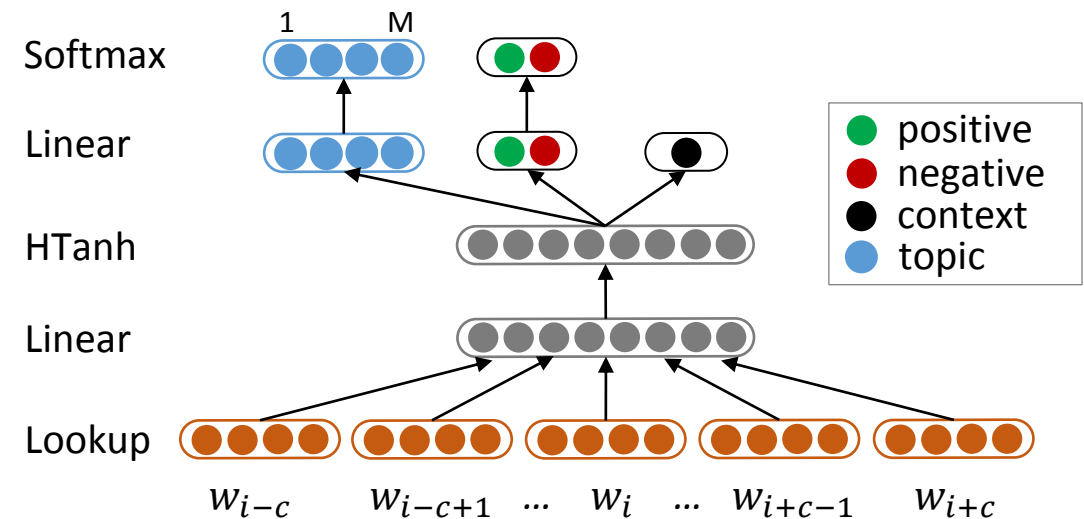 1 M
Softmax
Linear
positive
negative
context
topic
HTanh
Linear
Lookup
w_{i−c} w_{i−c+1} ... w_i ... w_{i+c−1} w_{i+c}